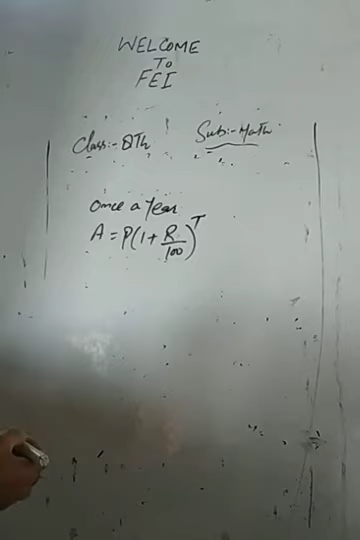 WELCOME
TO
FEI
Class:- 8Th Sub:- Math
Once a Year
A = P(1 + R/100)^T